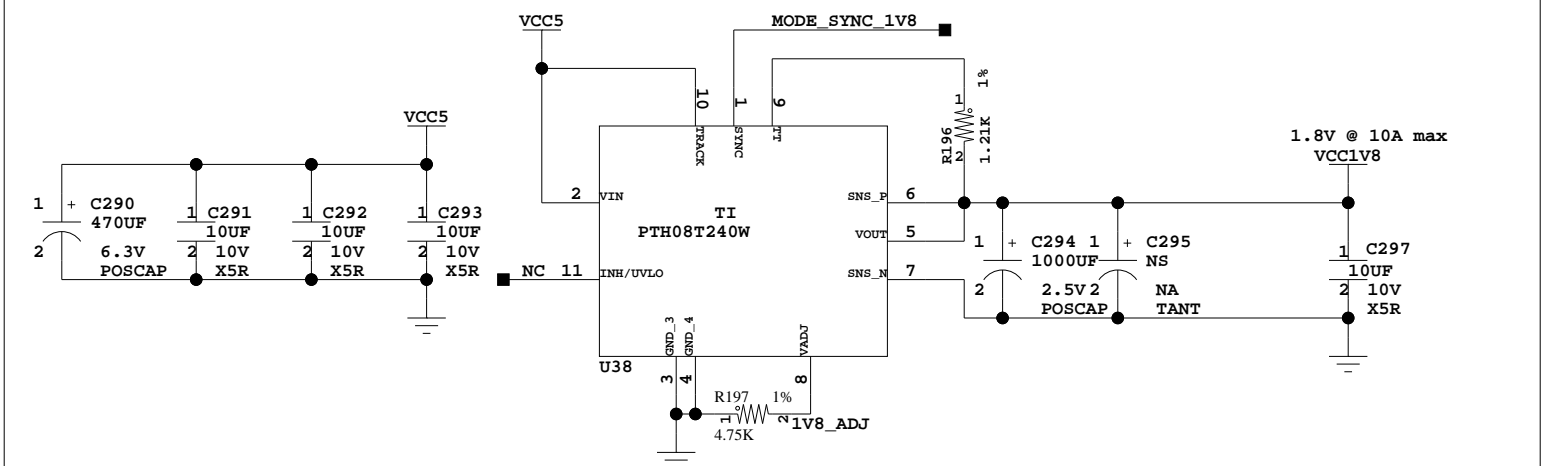 VCC5
MODE_SYNC_1V8
VCC5
1 + C290
470UF
2 6.3V
POSCAP
1 C291
10UF
2 10V
X5R
1 C292
10UF
2 10V
X5R
1 C293
10UF
2 10V
X5R
10 TRACK
1 SYNC
9 TT
2 VIN
NC 11 INH/UVLO
TI
PTH08T240W
SNS_P 6
VOUT 5
SNS_N 7
U38
GND_3 3
GND_4 4
VADJ 8
1 R196 2
1.21K 1%
R197 1%
1 2
4.75K
1V8_ADJ
1 + C294
1000UF
2 2.5V
POSCAP
1 + C295
NS
2 NA
TANT
1.8V @ 10A max
VCC1V8
1 C297
10UF
2 10V
X5R